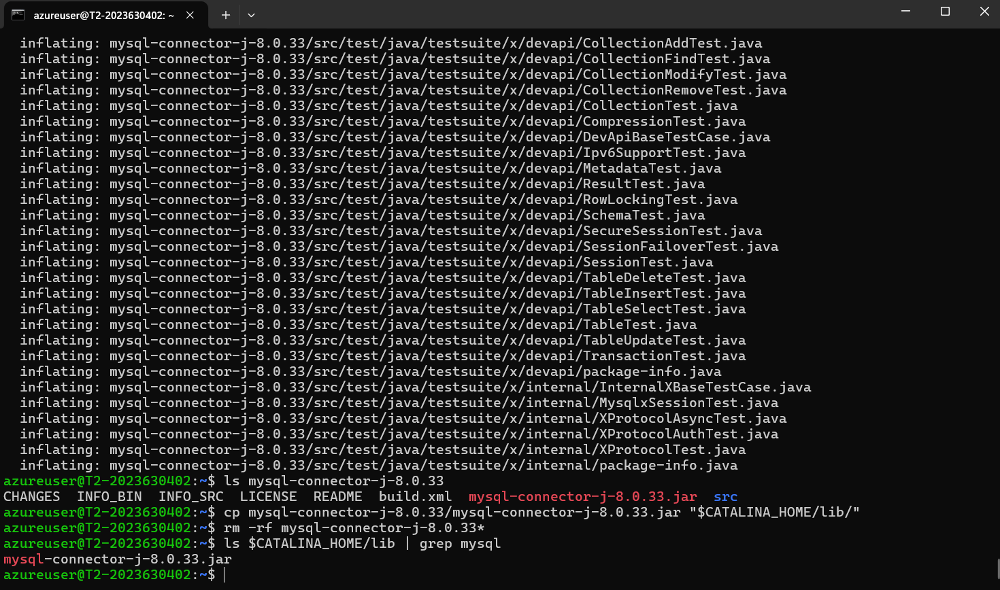 azureuser@T2-2023630402: ~
  inflating: mysql-connector-j-8.0.33/src/test/java/testsuite/x/devapi/CollectionAddTest.java
  inflating: mysql-connector-j-8.0.33/src/test/java/testsuite/x/devapi/CollectionFindTest.java
  inflating: mysql-connector-j-8.0.33/src/test/java/testsuite/x/devapi/CollectionModifyTest.java
  inflating: mysql-connector-j-8.0.33/src/test/java/testsuite/x/devapi/CollectionRemoveTest.java
  inflating: mysql-connector-j-8.0.33/src/test/java/testsuite/x/devapi/CollectionTest.java
  inflating: mysql-connector-j-8.0.33/src/test/java/testsuite/x/devapi/CompressionTest.java
  inflating: mysql-connector-j-8.0.33/src/test/java/testsuite/x/devapi/DevApiBaseTestCase.java
  inflating: mysql-connector-j-8.0.33/src/test/java/testsuite/x/devapi/Ipv6SupportTest.java
  inflating: mysql-connector-j-8.0.33/src/test/java/testsuite/x/devapi/MetadataTest.java
  inflating: mysql-connector-j-8.0.33/src/test/java/testsuite/x/devapi/ResultTest.java
  inflating: mysql-connector-j-8.0.33/src/test/java/testsuite/x/devapi/RowLockingTest.java
  inflating: mysql-connector-j-8.0.33/src/test/java/testsuite/x/devapi/SchemaTest.java
  inflating: mysql-connector-j-8.0.33/src/test/java/testsuite/x/devapi/SecureSessionTest.java
  inflating: mysql-connector-j-8.0.33/src/test/java/testsuite/x/devapi/SessionFailoverTest.java
  inflating: mysql-connector-j-8.0.33/src/test/java/testsuite/x/devapi/SessionTest.java
  inflating: mysql-connector-j-8.0.33/src/test/java/testsuite/x/devapi/TableDeleteTest.java
  inflating: mysql-connector-j-8.0.33/src/test/java/testsuite/x/devapi/TableInsertTest.java
  inflating: mysql-connector-j-8.0.33/src/test/java/testsuite/x/devapi/TableSelectTest.java
  inflating: mysql-connector-j-8.0.33/src/test/java/testsuite/x/devapi/TableTest.java
  inflating: mysql-connector-j-8.0.33/src/test/java/testsuite/x/devapi/TableUpdateTest.java
  inflating: mysql-connector-j-8.0.33/src/test/java/testsuite/x/devapi/TransactionTest.java
  inflating: mysql-connector-j-8.0.33/src/test/java/testsuite/x/devapi/package-info.java
  inflating: mysql-connector-j-8.0.33/src/test/java/testsuite/x/internal/InternalXBaseTestCase.java
  inflating: mysql-connector-j-8.0.33/src/test/java/testsuite/x/internal/MysqlxSessionTest.java
  inflating: mysql-connector-j-8.0.33/src/test/java/testsuite/x/internal/XProtocolAsyncTest.java
  inflating: mysql-connector-j-8.0.33/src/test/java/testsuite/x/internal/XProtocolAuthTest.java
  inflating: mysql-connector-j-8.0.33/src/test/java/testsuite/x/internal/XProtocolTest.java
  inflating: mysql-connector-j-8.0.33/src/test/java/testsuite/x/internal/package-info.java
azureuser@T2-2023630402:~$ ls mysql-connector-j-8.0.33
CHANGES  INFO_BIN  INFO_SRC  LICENSE  README  build.xml  mysql-connector-j-8.0.33.jar  src
azureuser@T2-2023630402:~$ cp mysql-connector-j-8.0.33/mysql-connector-j-8.0.33.jar "$CATALINA_HOME/lib/"
azureuser@T2-2023630402:~$ rm -rf mysql-connector-j-8.0.33*
azureuser@T2-2023630402:~$ ls $CATALINA_HOME/lib | grep mysql
mysql-connector-j-8.0.33.jar
azureuser@T2-2023630402:~$